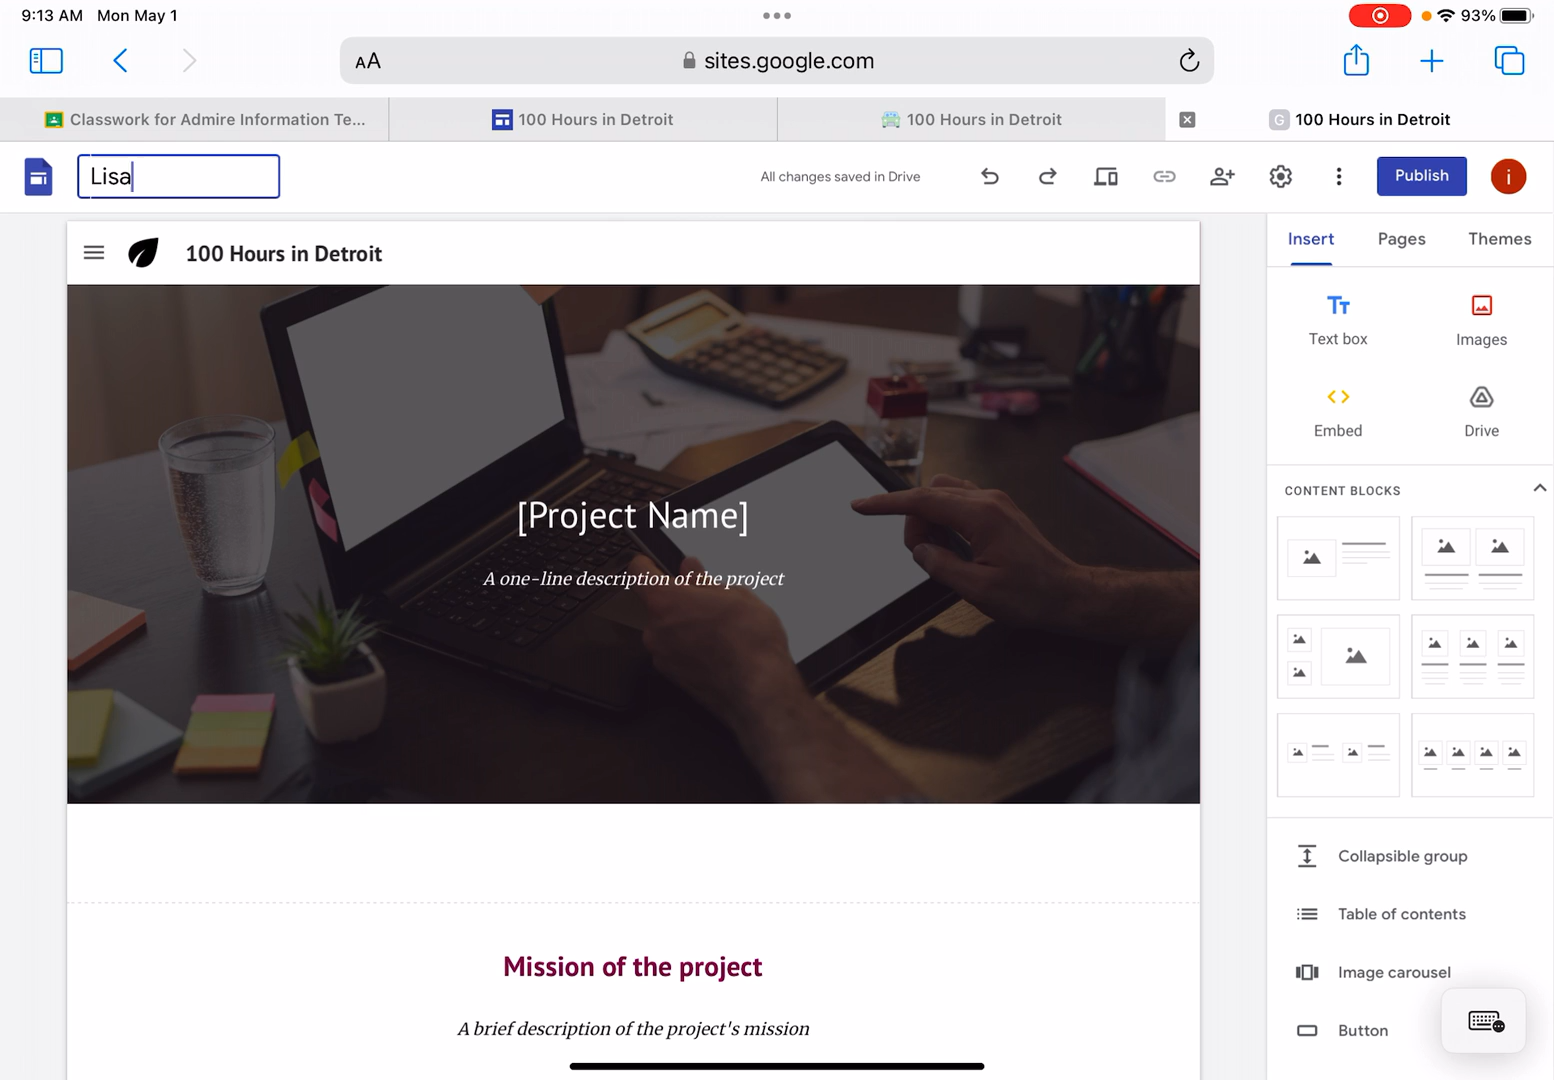 9:13 AM Mon May 1
93%
AA
sites.google.com
Classwork for Admire Information Te...
100 Hours in Detroit
100 Hours in Detroit
G
100 Hours in Detroit
Lisa
All changes saved in Drive
Publish
i
100 Hours in Detroit
Insert
Pages
Themes
Text box
Images
Embed
Drive
[Project Name]
A one-line description of the project
CONTENT BLOCKS
Collapsible group
Table of contents
Image carousel
Button
Mission of the project
A brief description of the project's mission